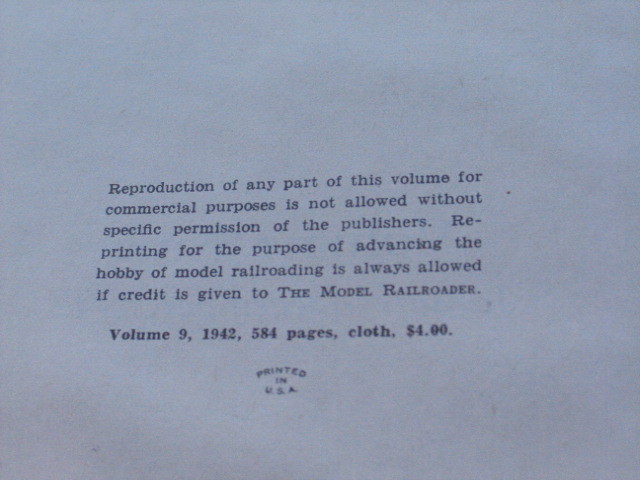 Reproduction of any part of this volume for
commercial purposes is not allowed without
specific permission of the publishers. Re-
printing for the purpose of advancing the
hobby of model railroading is always allowed
if credit is given to THE MODEL RAILROADER.
Volume 9, 1942, 584 pages, cloth, $4.00.
PRINTED
IN
U. S. A.